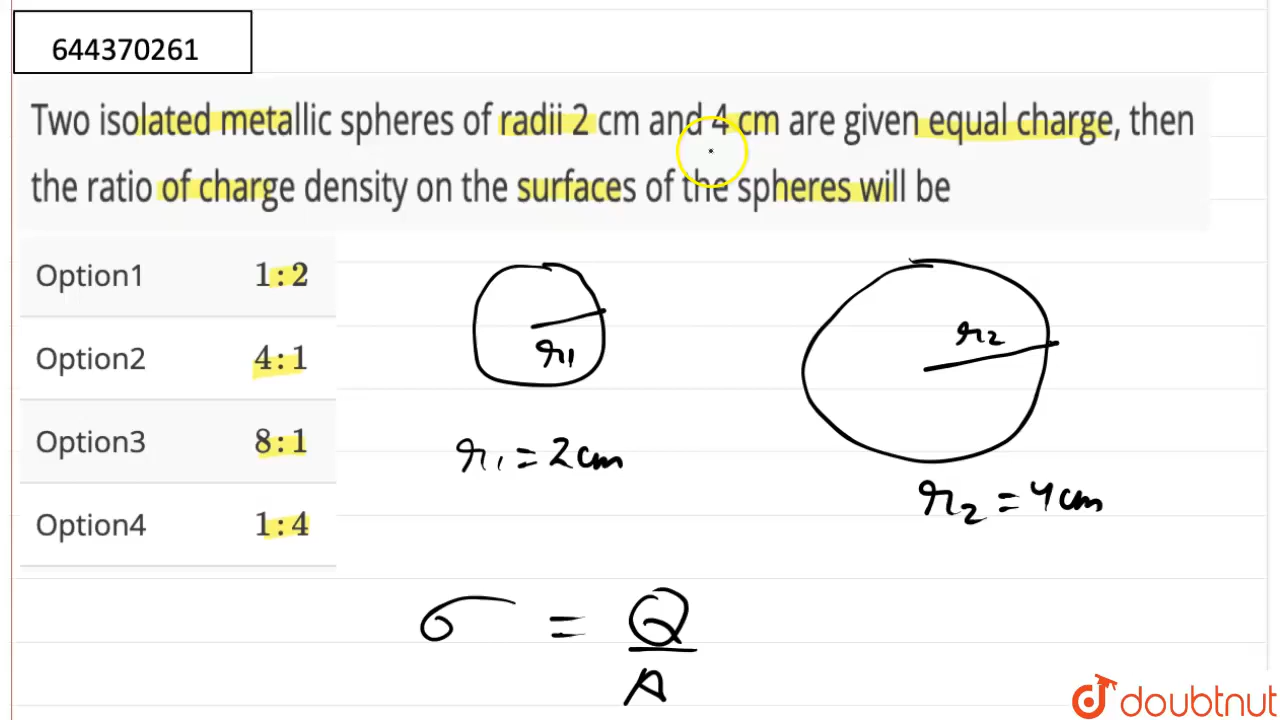 644370261
Two isolated metallic spheres of radii 2 cm and 4 cm are given equal charge, then
the ratio of charge density on the surfaces of the spheres will be
Option1 1:2
Option2 4:1
Option3 8:1
Option4 1:4
r1
r2
r1 = 2cm
r2 = 4cm
σ = Q
A
doubtnut